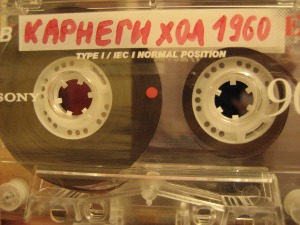 B КАРНЕГИ ХОЛ 1960
TYPE I / IEC I NORMAL POSITION
SONY
90